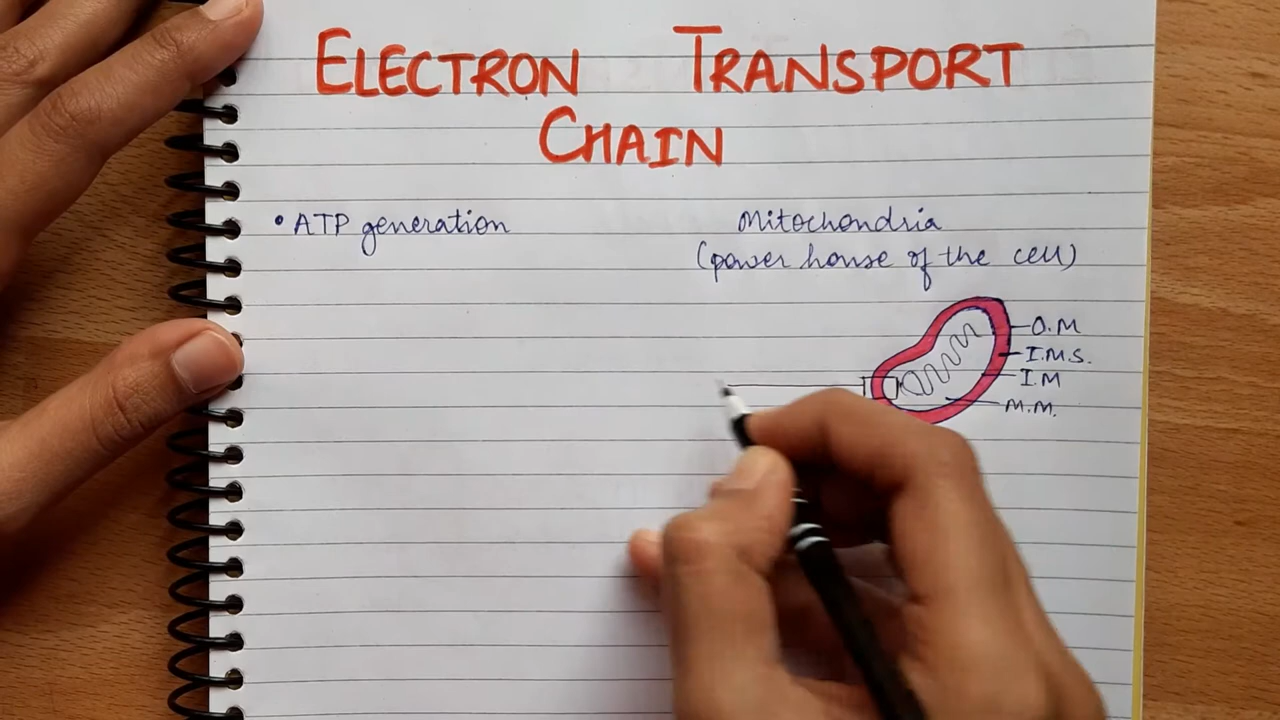 ELECTRON TRANSPORT
CHAIN
• ATP generation
Mitochondria
(power house of the cell)
O.M
I.M.S.
I.M
M.M.